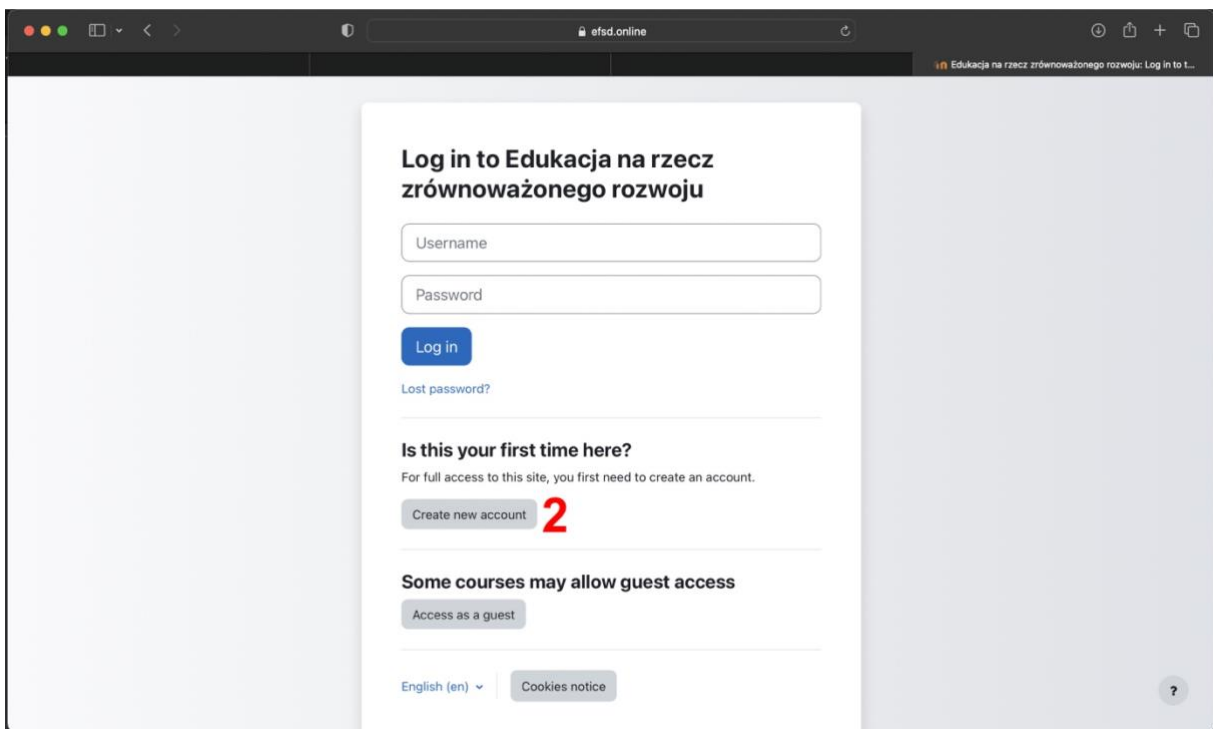 efsd.online
Edukacja na rzecz zrównoważonego rozwoju: Log in to t...
Log in to Edukacja na rzecz
zrównoważonego rozwoju
Username
Password
Log in
Lost password?
Is this your first time here?
For full access to this site, you first need to create an account.
Create new account 2
Some courses may allow guest access
Access as a guest
English (en) Cookies notice
?